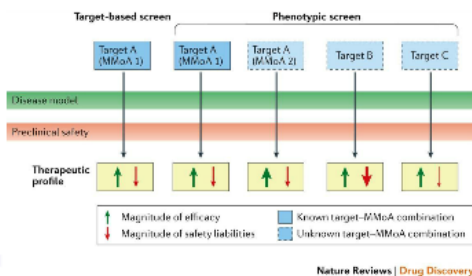 Target-based screen
Phenotypic screen
Target A
(MMoA 1)
Target A
(MMoA 1)
Target A
(MMoA 2)
Target B
Target C
Disease model
Preclinical safety
Therapeutic
profile
Magnitude of efficacy
Magnitude of safety liabilities
Known target–MMoA combination
Unknown target–MMoA combination
Nature Reviews | Drug Discovery